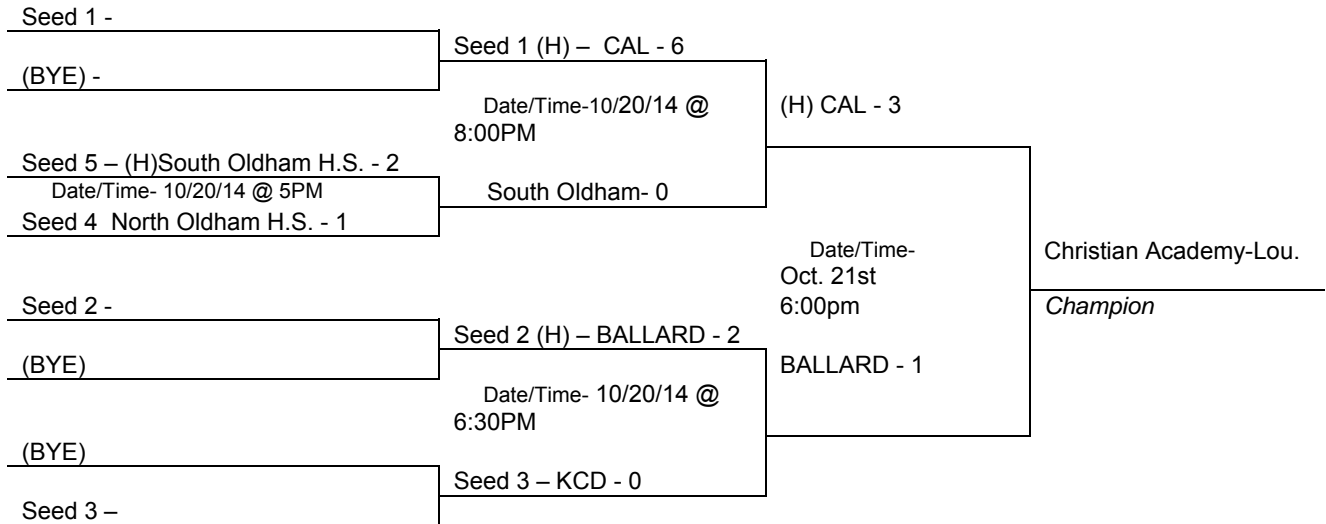 Seed 1 -
Seed 1 (H) – CAL - 6
(BYE) -
Date/Time-10/20/14 @
8:00PM
(H) CAL - 3
Seed 5 – (H)South Oldham H.S. - 2
Date/Time- 10/20/14 @ 5PM
South Oldham- 0
Seed 4 North Oldham H.S. - 1
Date/Time-
Oct. 21st
6:00pm
Christian Academy-Lou.
Champion
Seed 2 -
Seed 2 (H) – BALLARD - 2
(BYE)
BALLARD - 1
Date/Time- 10/20/14 @
6:30PM
(BYE)
Seed 3 – KCD - 0
Seed 3 –